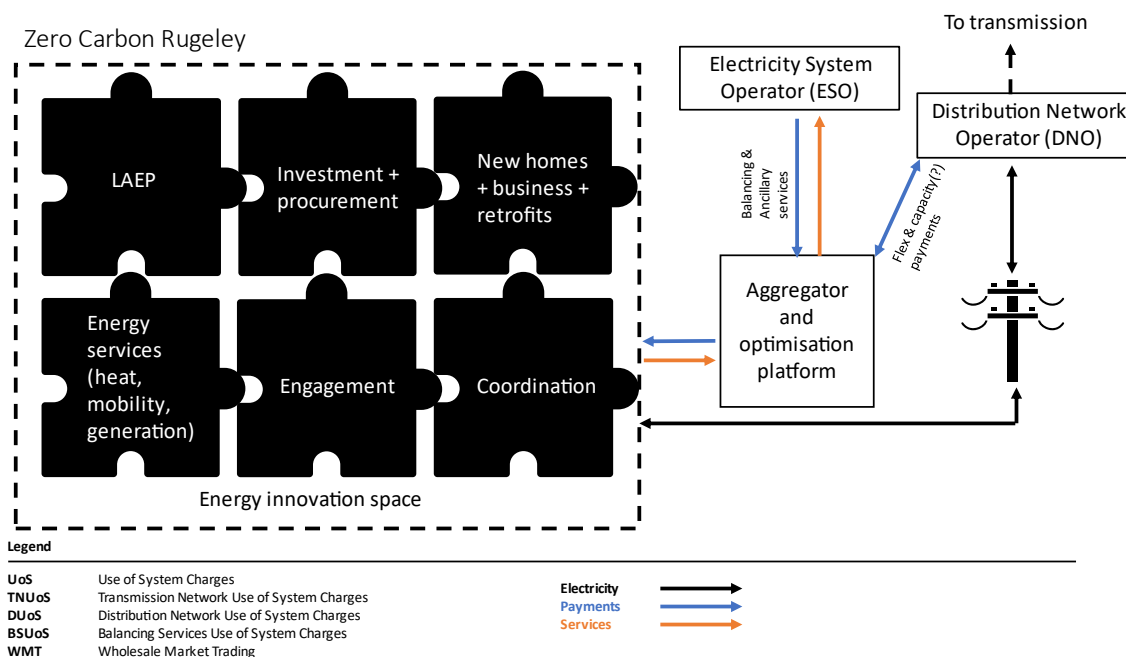 Zero Carbon Rugeley
LAEP
Investment +
procurement
New homes
+ business +
retrofits
Energy
services
(heat,
mobility,
generation)
Engagement
Coordination
Energy innovation space
Electricity System
Operator (ESO)
To transmission
Distribution Network
Operator (DNO)
Balancing &
Ancillary
services
Flex & capacity(?)
payments
Aggregator
and
optimisation
platform
Legend
UoS Use of System Charges
TNUoS Transmission Network Use of System Charges
DUoS Distribution Network Use of System Charges
BSUoS Balancing Services Use of System Charges
WMT Wholesale Market Trading
Electricity
Payments
Services